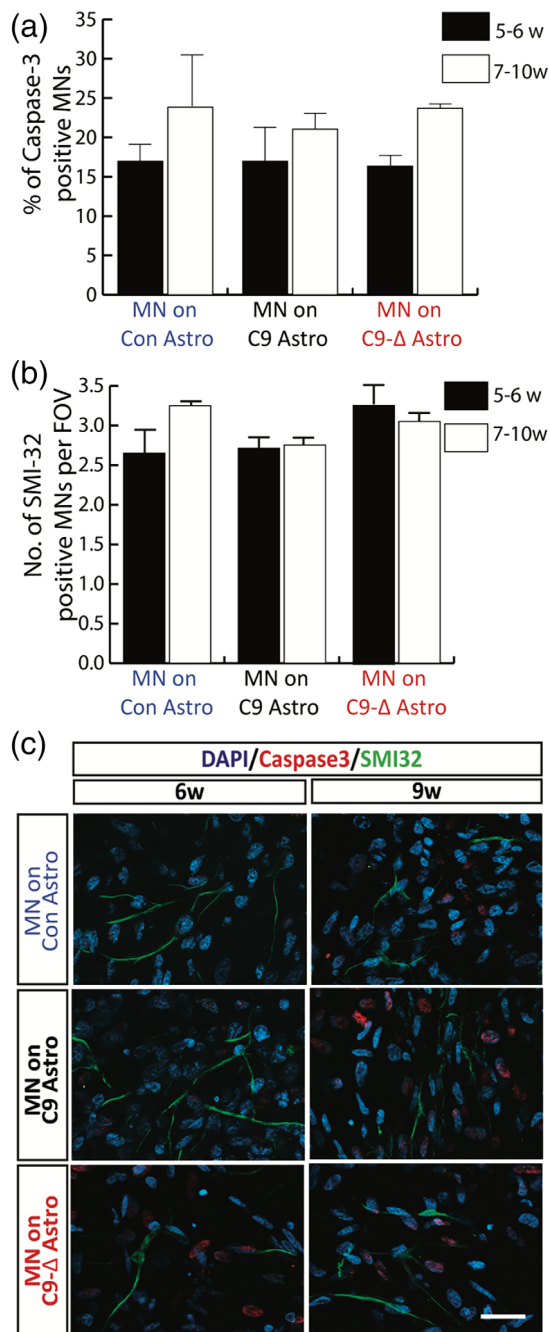 (a)
% of Caspase-3
positive MNs
40
35
30
25
20
15
10
5
0
5-6 w
7-10w
MN on
Con Astro
MN on
C9 Astro
MN on
C9-Δ Astro
(b)
No. of SMI-32
positive MNs per FOV
3.5
3.0
2.5
2.0
1.5
1.0
0.5
0.0
5-6 w
7-10w
MN on
Con Astro
MN on
C9 Astro
MN on
C9-Δ Astro
(c)
DAPI/Caspase3/SMI32
6w
9w
MN on
Con Astro
MN on
C9 Astro
MN on
C9-Δ Astro